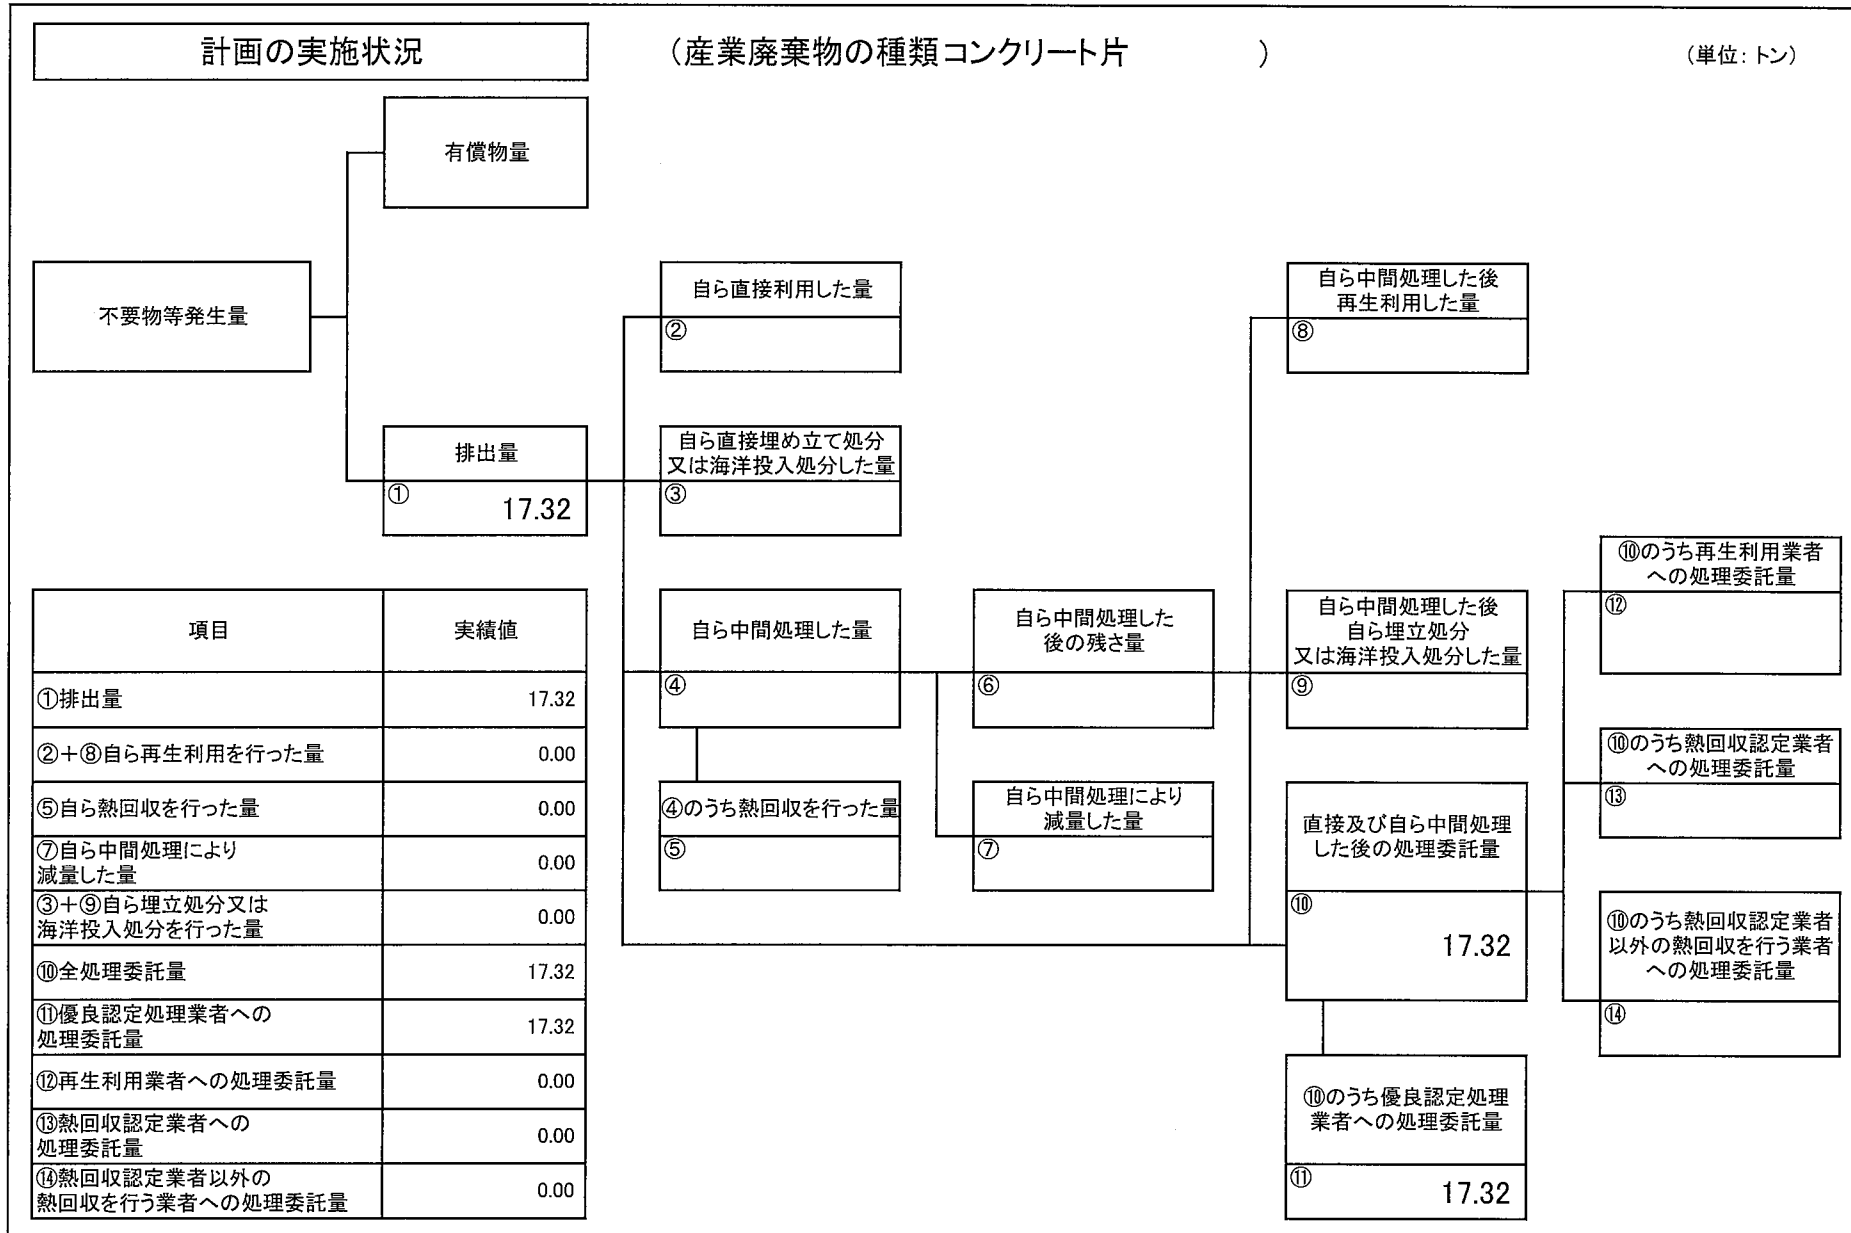 計画の実施状況
（産業廃棄物の種類コンクリート片　　　　　）
（単位：トン）
有償物量
不要物等発生量
自ら直接利用した量
②
自ら中間処理した後
再生利用した量
⑧
排出量
①
17.32
自ら直接埋め立て処分
又は海洋投入処分した量
③
⑩のうち再生利用業者
への処理委託量
⑫
自ら中間処理した量
④
自ら中間処理した
後の残さ量
⑥
自ら中間処理した後
自ら埋立処分
又は海洋投入処分した量
⑨
⑩のうち熱回収認定業者
への処理委託量
⑬
④のうち熱回収を行った量
⑤
自ら中間処理により
減量した量
⑦
直接及び自ら中間処理
した後の処理委託量
⑩
17.32
⑩のうち熱回収認定業者
以外の熱回収を行う業者
への処理委託量
⑭
⑩のうち優良認定処理
業者への処理委託量
⑪
17.32
項目 実績値
①排出量 17.32
②＋⑧自ら再生利用を行った量 0.00
⑤自ら熱回収を行った量 0.00
⑦自ら中間処理により
減量した量 0.00
③＋⑨自ら埋立処分又は
海洋投入処分を行った量 0.00
⑩全処理委託量 17.32
⑪優良認定処理業者への
処理委託量 17.32
⑫再生利用業者への処理委託量 0.00
⑬熱回収認定業者への
処理委託量 0.00
⑭熱回収認定業者以外の
熱回収を行う業者への処理委託量 0.00